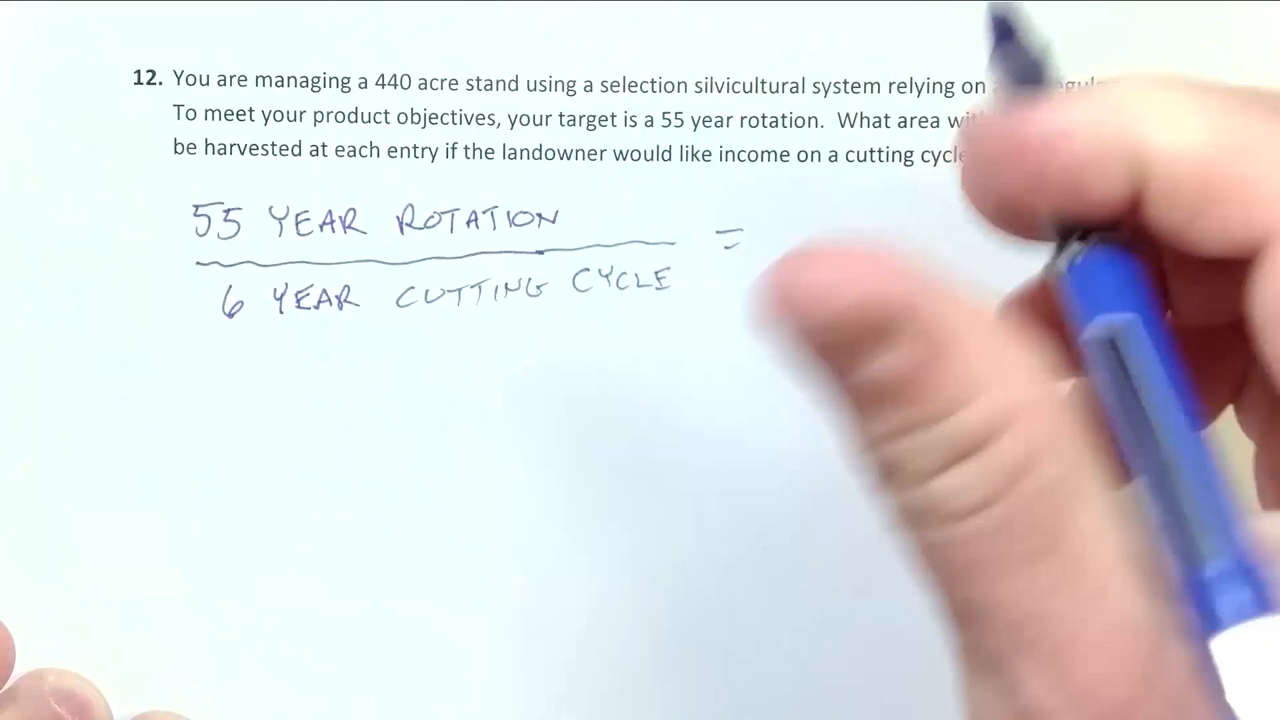 12. You are managing a 440 acre stand using a selection silvicultural system relying on
To meet your product objectives, your target is a 55 year rotation. What area
be harvested at each entry if the landowner would like income on a cutting
55 YEAR ROTATION =
6 YEAR CUTTING CYCLE